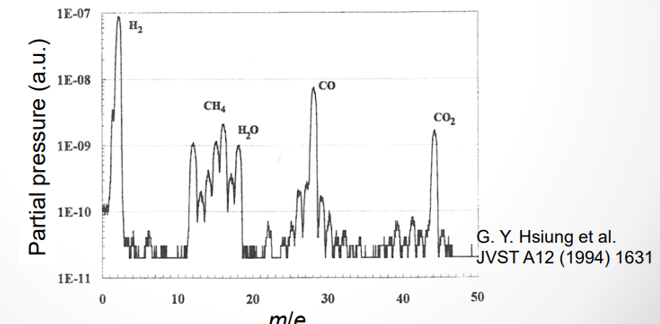 Partial pressure (a.u.)
1E-07
1E-08
1E-09
1E-10
1E-11
H2
CH4
H2O
CO
CO2
0 10 20 30 40 50
m/e
G. Y. Hsiung et al.
JVST A12 (1994) 1631